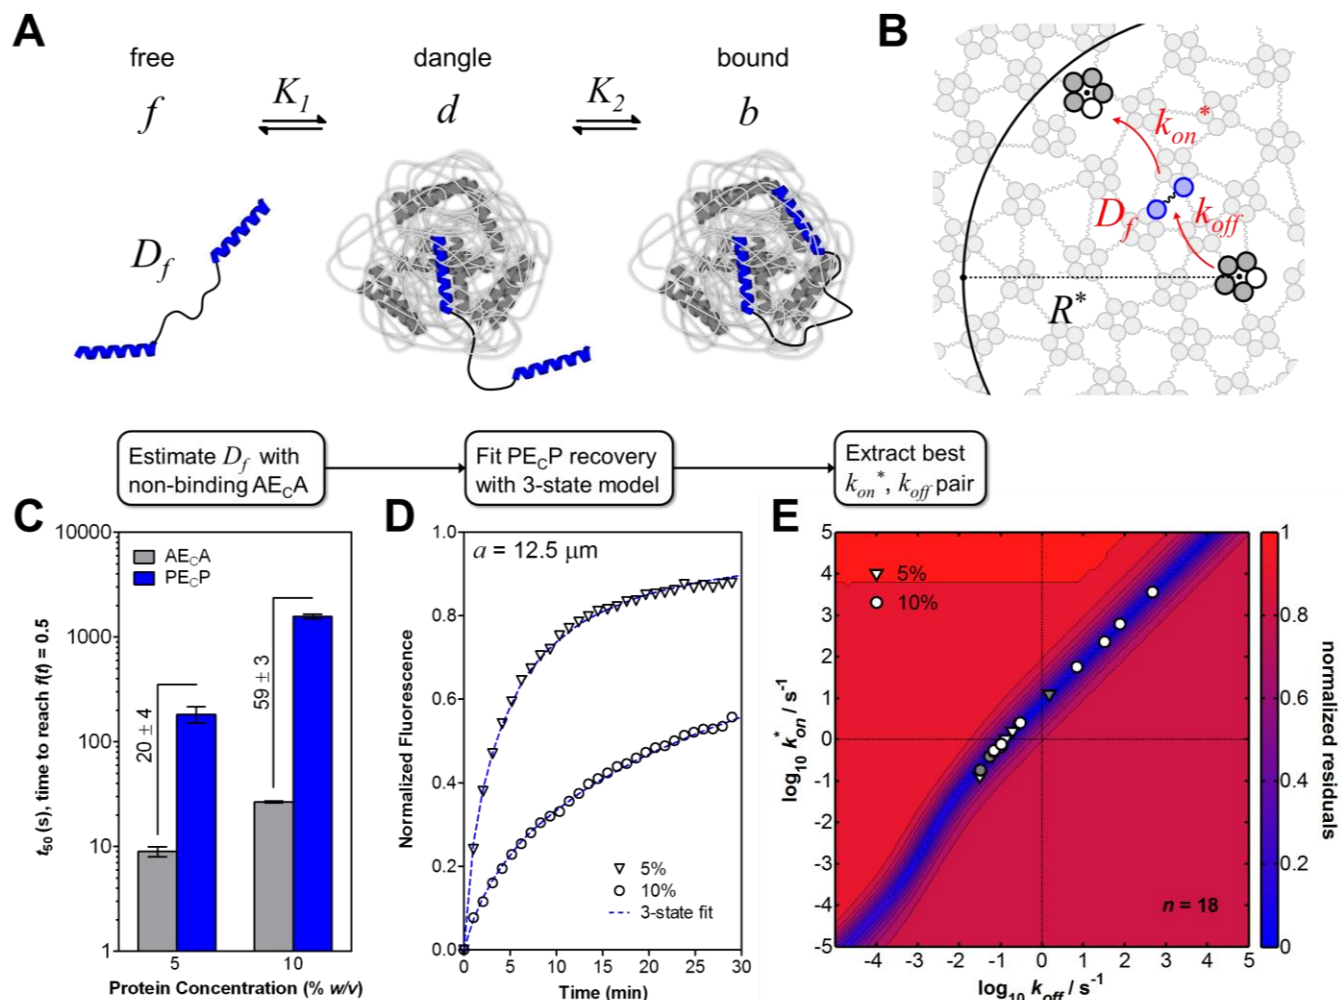 A
free
dangle
bound
f
K1
d
K2
b
Df
B
kon*
Df
koff
R*
Estimate Df with
non-binding AECA
Fit PECP recovery
with 3-state model
Extract best
kon*, koff pair
C
10000
1000
100
10
1
t50 (s), time to reach f(t) = 0.5
AECA
PECP
20 ± 4
59 ± 3
5
10
Protein Concentration (% w/v)
D
1.0
0.8
0.6
0.4
0.2
0.0
Normalized Fluorescence
a = 12.5 μm
5%
10%
3-state fit
0
5
10
15
20
25
30
Time (min)
E
5
4
3
2
1
0
-1
-2
-3
-4
-5
log10 k*on / s-1
5%
10%
n = 18
-4
-3
-2
-1
0
1
2
3
4
5
log10 koff / s-1
1
0.8
0.6
0.4
0.2
0
normalized residuals